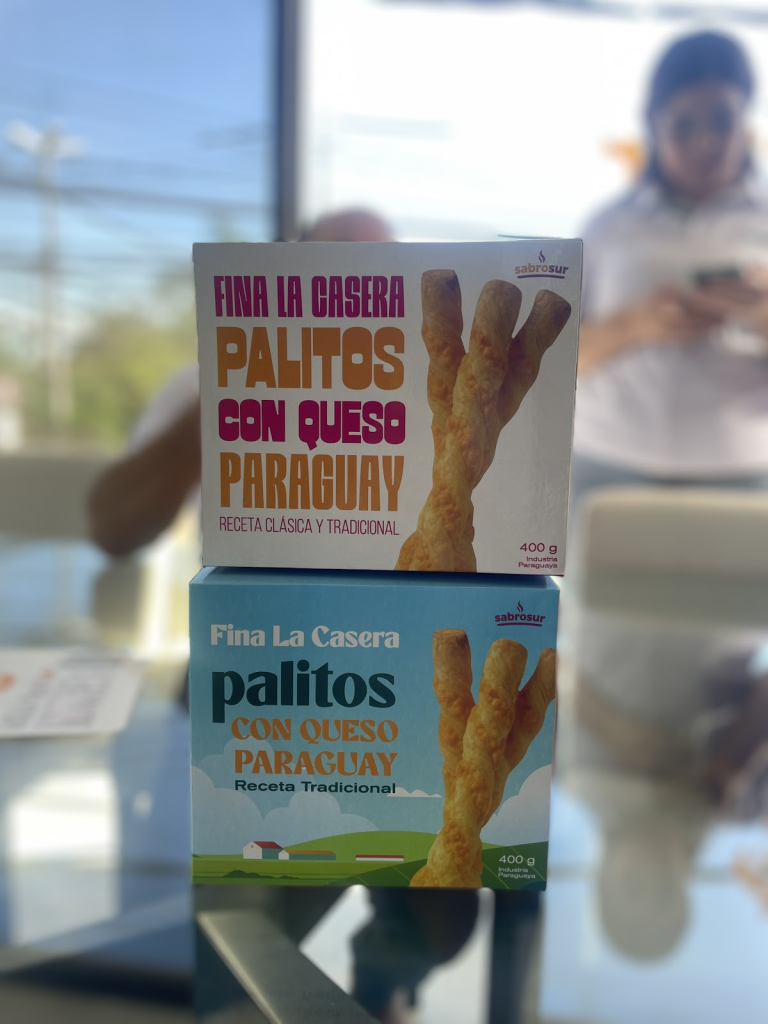 sabrosur
FINA LA CASERA
PALITOS
CON QUESO
PARAGUAY
RECETA CLÁSICA Y TRADICIONAL
400 g
Industria
Paraguaya
sabrosur
Fina La Casera
palitos
CON QUESO
PARAGUAY
Receta Tradicional
400 g
Industria
Paraguaya